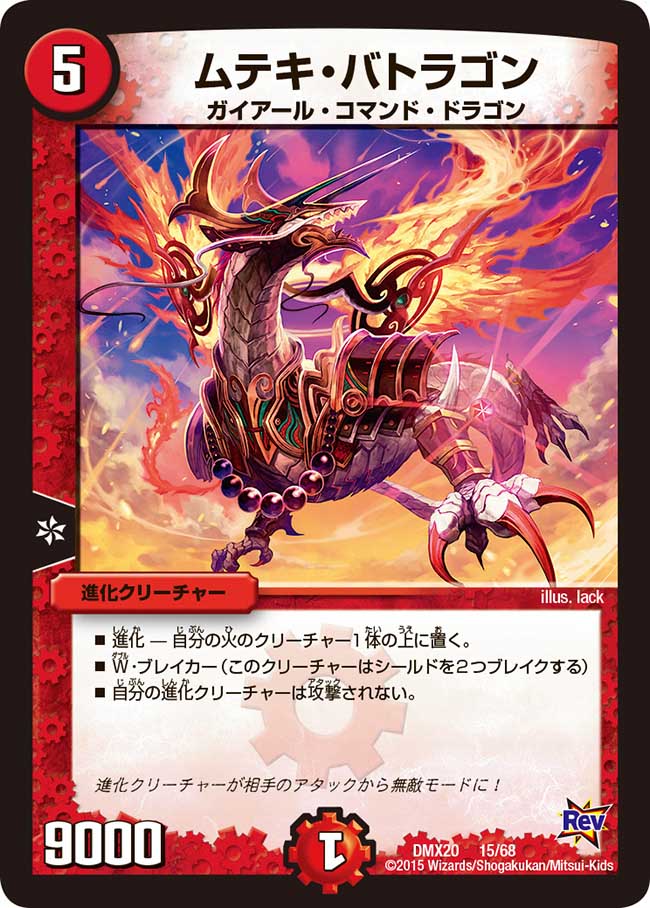 5
ムテキ・バトラゴン
ガイアール・コマンド・ドラゴン
進化クリーチャー
illus. lack
■ 進化 — 自分の火のクリーチャー1体の上に置く。
■ W・ブレイカー(このクリーチャーはシールドを2つブレイクする)
■ 自分の進化クリーチャーは攻撃されない。
進化クリーチャーが相手のアタックから無敵モードに!
9000
1
Rev
DMX20 15/68
©2015 Wizards/Shogakukan/Mitsui-Kids